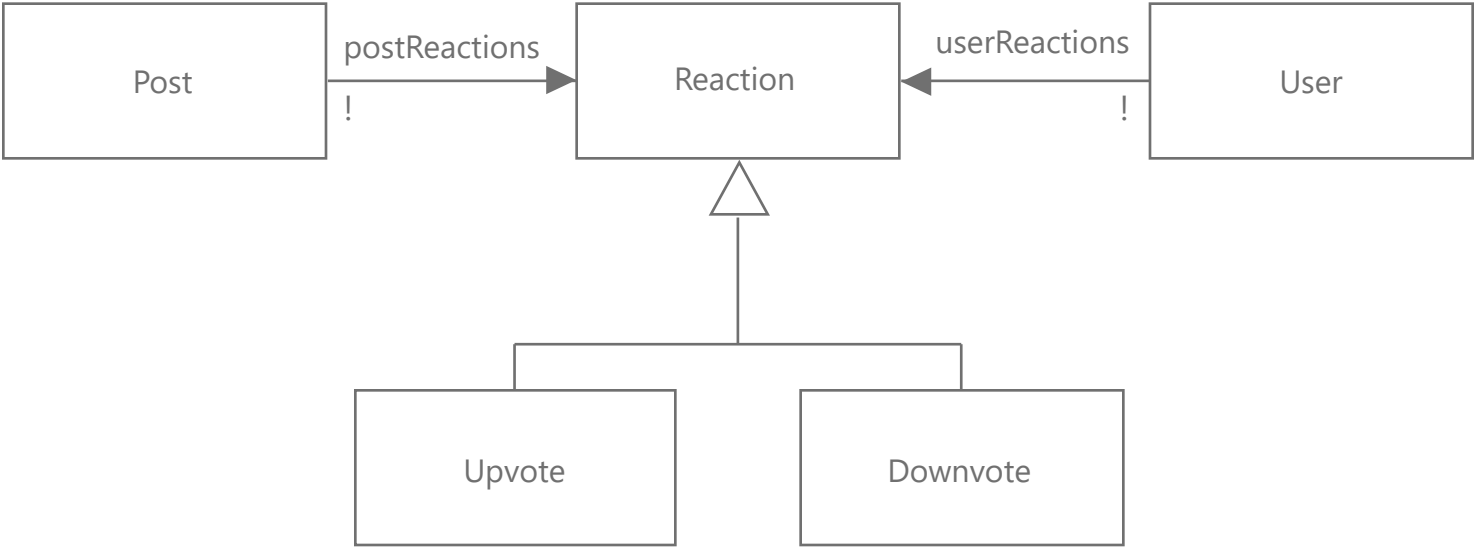 Post
postReactions
!
Reaction
userReactions
!
User
Upvote
Downvote